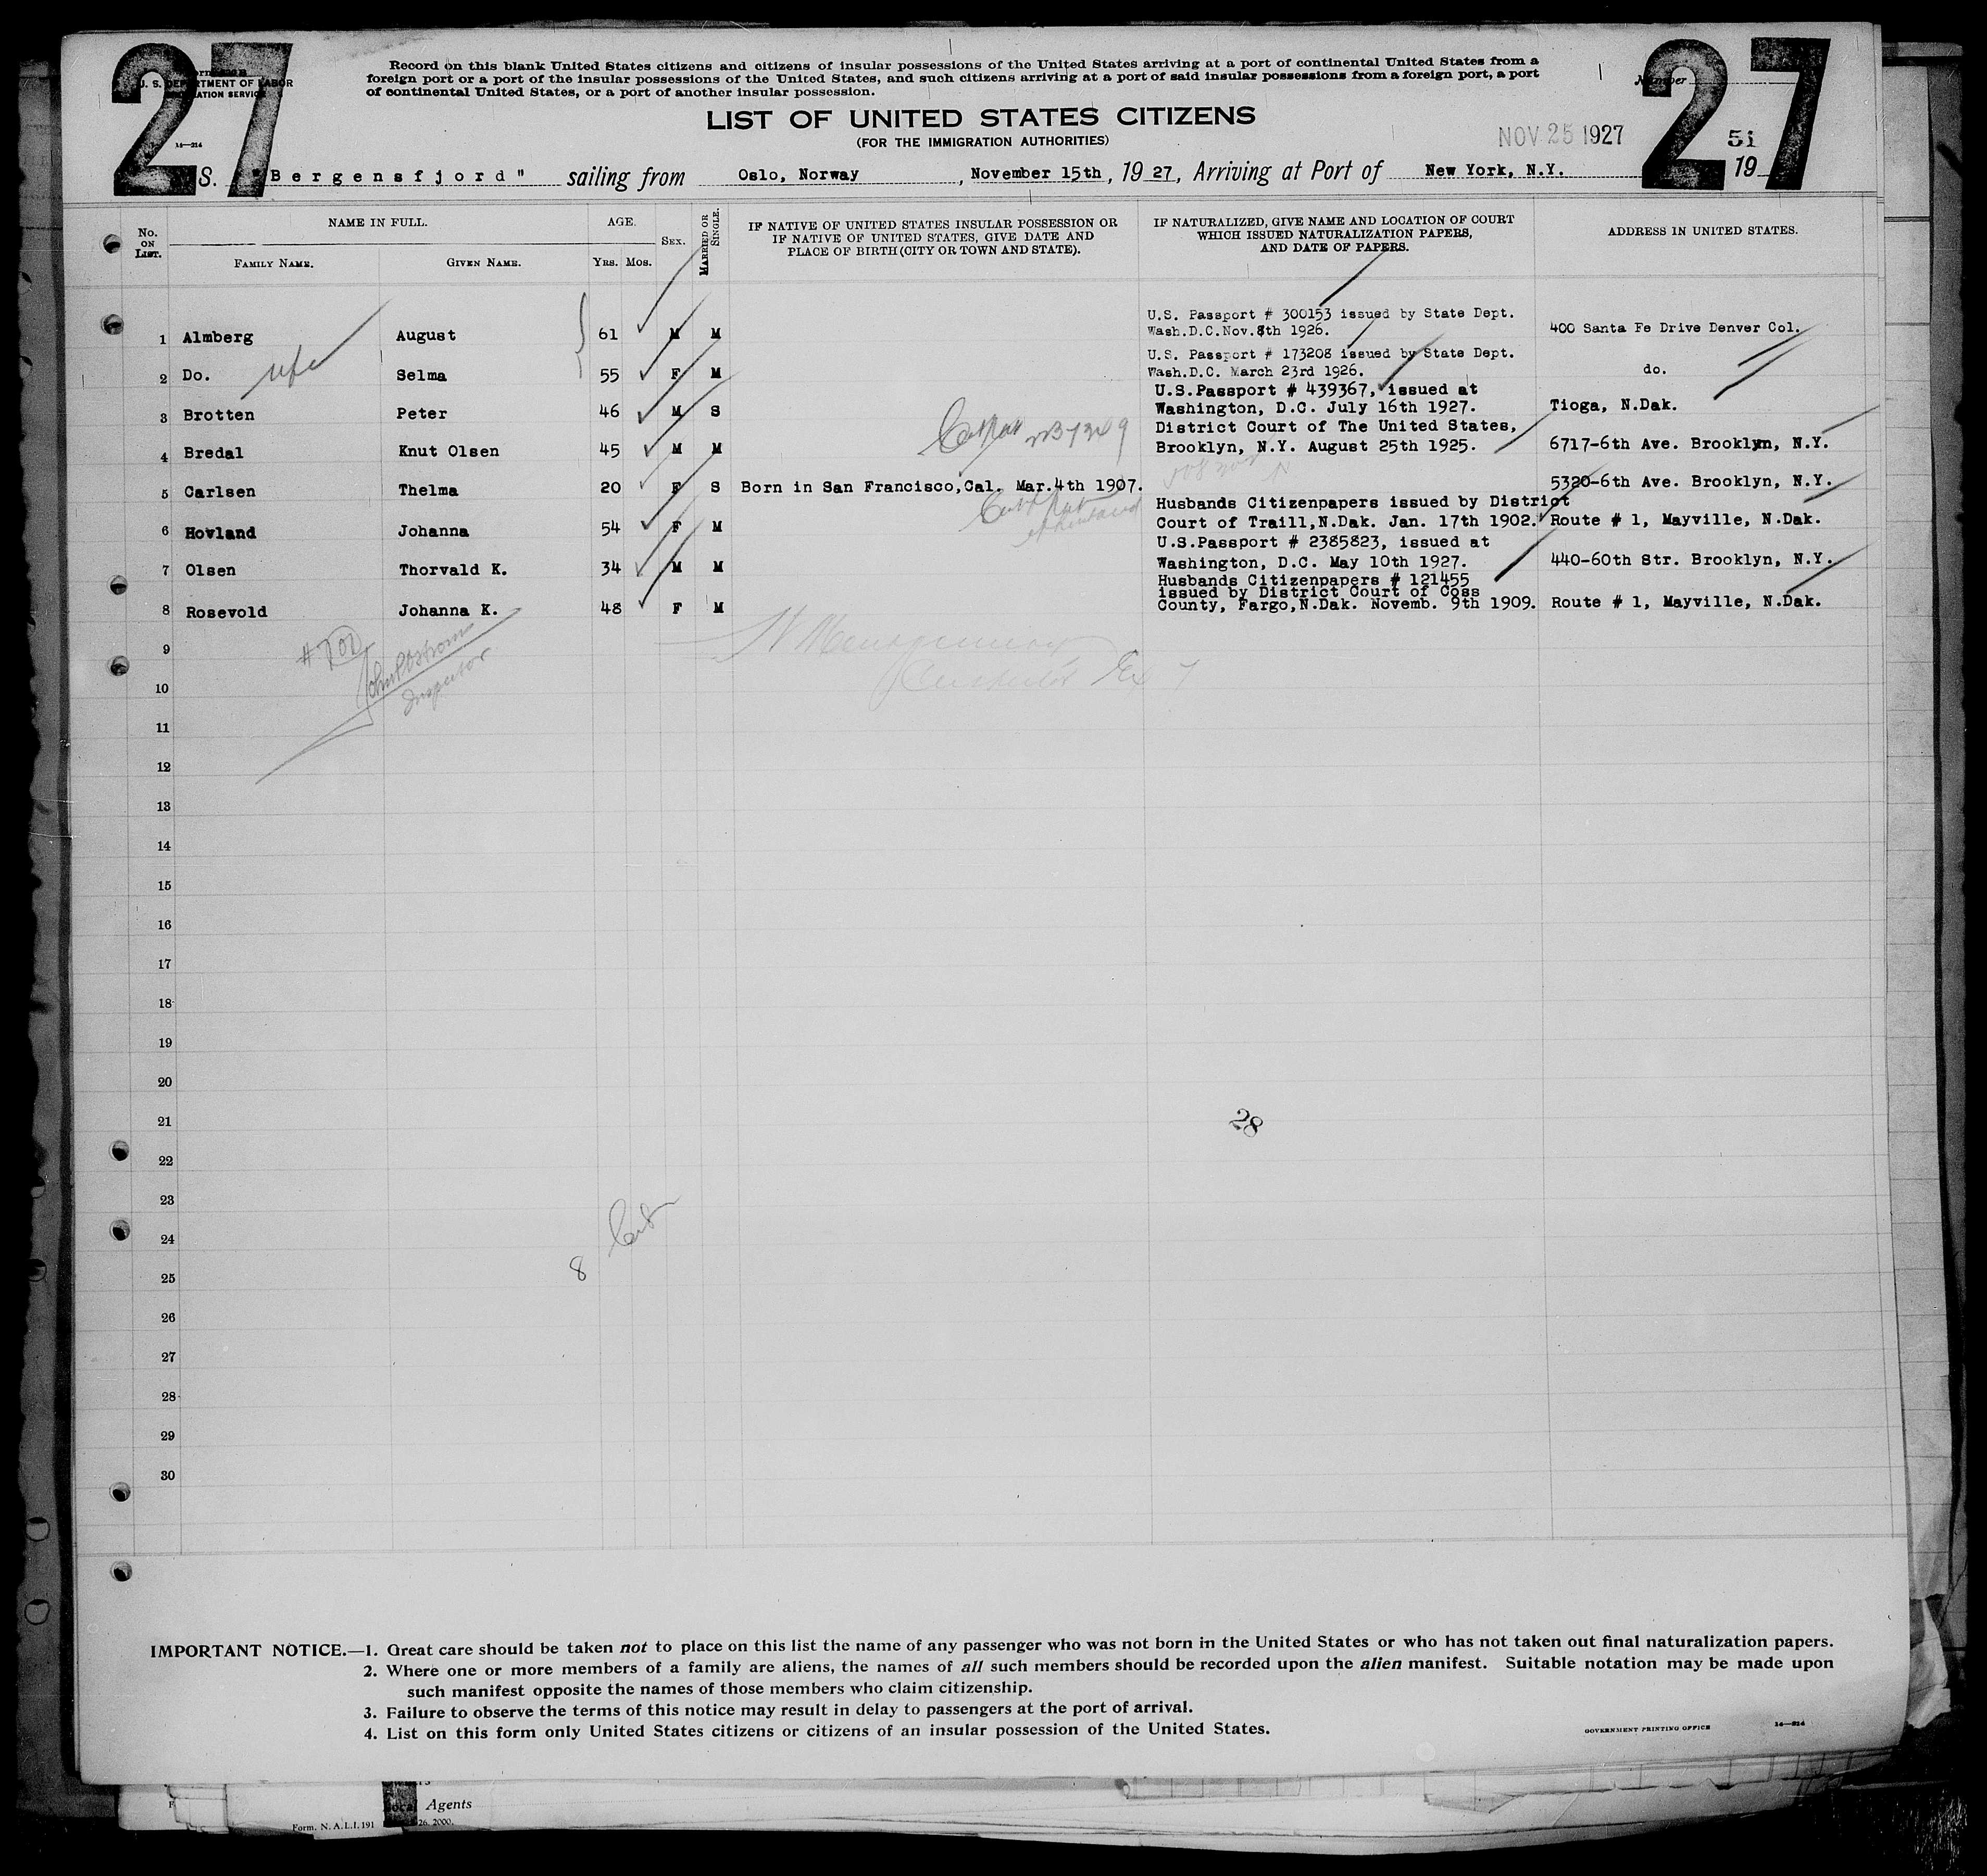 27 27
U. S. DEPARTMENT OF LABOR
Record on this blank United States citizens and citizens of insular possessions of the United States arriving at a port of continental United States from a
foreign port or a port of the insular possessions of the United States, and such citizens arriving at a port of said insular possessions from a foreign port, a port
of continental United States, or a port of another insular possession.
Number
LIST OF UNITED STATES CITIZENS
(FOR THE IMMIGRATION AUTHORITIES)
NOV 25 1927
51
14—214
S. "Bergensfjord" sailing from Oslo, Norway, November 15th, 19 27, Arriving at Port of New York, N.Y. 19
No. ON LIST.
NAME IN FULL.
FAMILY NAME. GIVEN NAME.
AGE.
YRS. MOS.
SEX.
MARRIED OR SINGLE.
IF NATIVE OF UNITED STATES INSULAR POSSESSION OR
IF NATIVE OF UNITED STATES, GIVE DATE AND
PLACE OF BIRTH (CITY OR TOWN AND STATE).
IF NATURALIZED, GIVE NAME AND LOCATION OF COURT
WHICH ISSUED NATURALIZATION PAPERS,
AND DATE OF PAPERS.
ADDRESS IN UNITED STATES.
U.S. Passport # 300153 issued by State Dept.
1 Almberg August 61 M M Wash.D.C.Nov.8th 1926. 400 Santa Fe Drive Denver Col.
U.S. Passport # 173208 issued by State Dept.
2 Do. Selma 55 F M Wash.D.C. March 23rd 1926. do.
U.S.Passport # 439367, issued at
3 Brotten Peter 46 M S Washington, D.C. July 16th 1927. Tioga, N.Dak.
District Court of The United States,
4 Bredal Knut Olsen 45 M M Brooklyn, N.Y. August 25th 1925. 6717-6th Ave. Brooklyn, N.Y.
5 Carlsen Thelma 20 F S Born in San Francisco,Cal. Mar.4th 1907. 5320-6th Ave. Brooklyn, N.Y.
Husbands Citizenpapers issued by District
6 Hovland Johanna 54 F M Court of Traill,N.Dak. Jan. 17th 1902. Route # 1, Mayville, N.Dak.
U.S.Passport # 2385823, issued at
7 Olsen Thorvald K. 34 M M Washington, D.C. May 10th 1927. 440-60th Str. Brooklyn, N.Y.
Husbands Citizenpapers # 121455
issued by District Court of Coss
8 Rosevold Johanna K. 48 F M County, Fargo,N.Dak. Novemb. 9th 1909. Route # 1, Mayville, N.Dak.
9
Inspector
10
11
12
13
14
15
16
17
18
19
20
21
28
22
23
24
8
25
26
27
28
29
30
IMPORTANT NOTICE.—1. Great care should be taken not to place on this list the name of any passenger who was not born in the United States or who has not taken out final naturalization papers.
2. Where one or more members of a family are aliens, the names of all such members should be recorded upon the alien manifest. Suitable notation may be made upon
such manifest opposite the names of those members who claim citizenship.
3. Failure to observe the terms of this notice may result in delay to passengers at the port of arrival.
4. List on this form only United States citizens or citizens of an insular possession of the United States.
GOVERNMENT PRINTING OFFICE 14—214
Agents
Form. N.A.L.I.191
26. 2000.